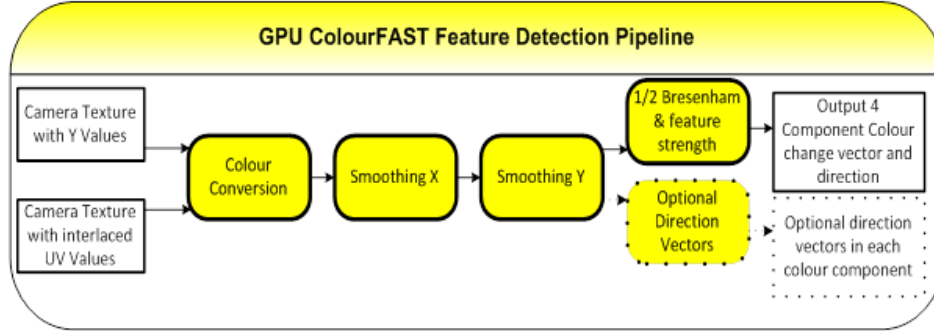 GPU ColourFAST Feature Detection Pipeline
Camera Texture
with Y Values
Camera Texture
with interlaced
UV Values
Colour
Conversion
Smoothing X
Smoothing Y
1/2 Bresenham
& feature
strength
Optional
Direction
Vectors
Output 4
Component Colour
change vector and
direction
Optional direction
vectors in each
colour component